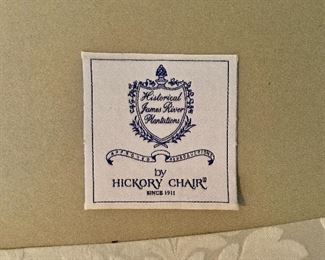 Historical
James River
Plantations
by
HICKORY CHAIR®
SINCE 1911